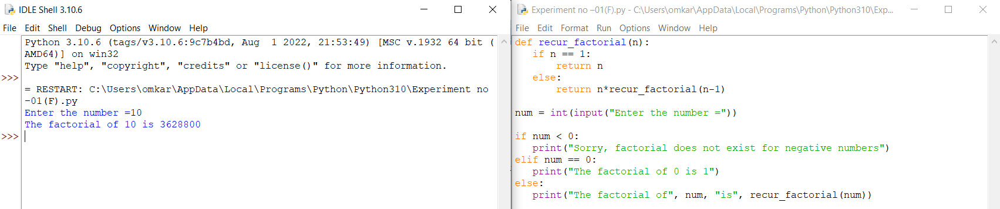 IDLE Shell 3.10.6
File Edit Shell Debug Options Window Help
Python 3.10.6 (tags/v3.10.6:9c7b4bd, Aug  1 2022, 21:53:49) [MSC v.1932 64 bit (
AMD64)] on win32
Type "help", "copyright", "credits" or "license()" for more information.
>>>
= RESTART: C:\Users\omkar\AppData\Local\Programs\Python\Python310\Experiment no
–01(F).py
Enter the number =10
The factorial of 10 is 3628800
>>>
Experiment no –01(F).py - C:\Users\omkar\AppData\Local\Programs\Python\Python310\Exp...
File Edit Format Run Options Window Help
def recur_factorial(n):
   if n == 1:
       return n
   else:
       return n*recur_factorial(n-1)
num = int(input("Enter the number ="))
if num < 0:
   print("Sorry, factorial does not exist for negative numbers")
elif num == 0:
   print("The factorial of 0 is 1")
else:
   print("The factorial of", num, "is", recur_factorial(num))